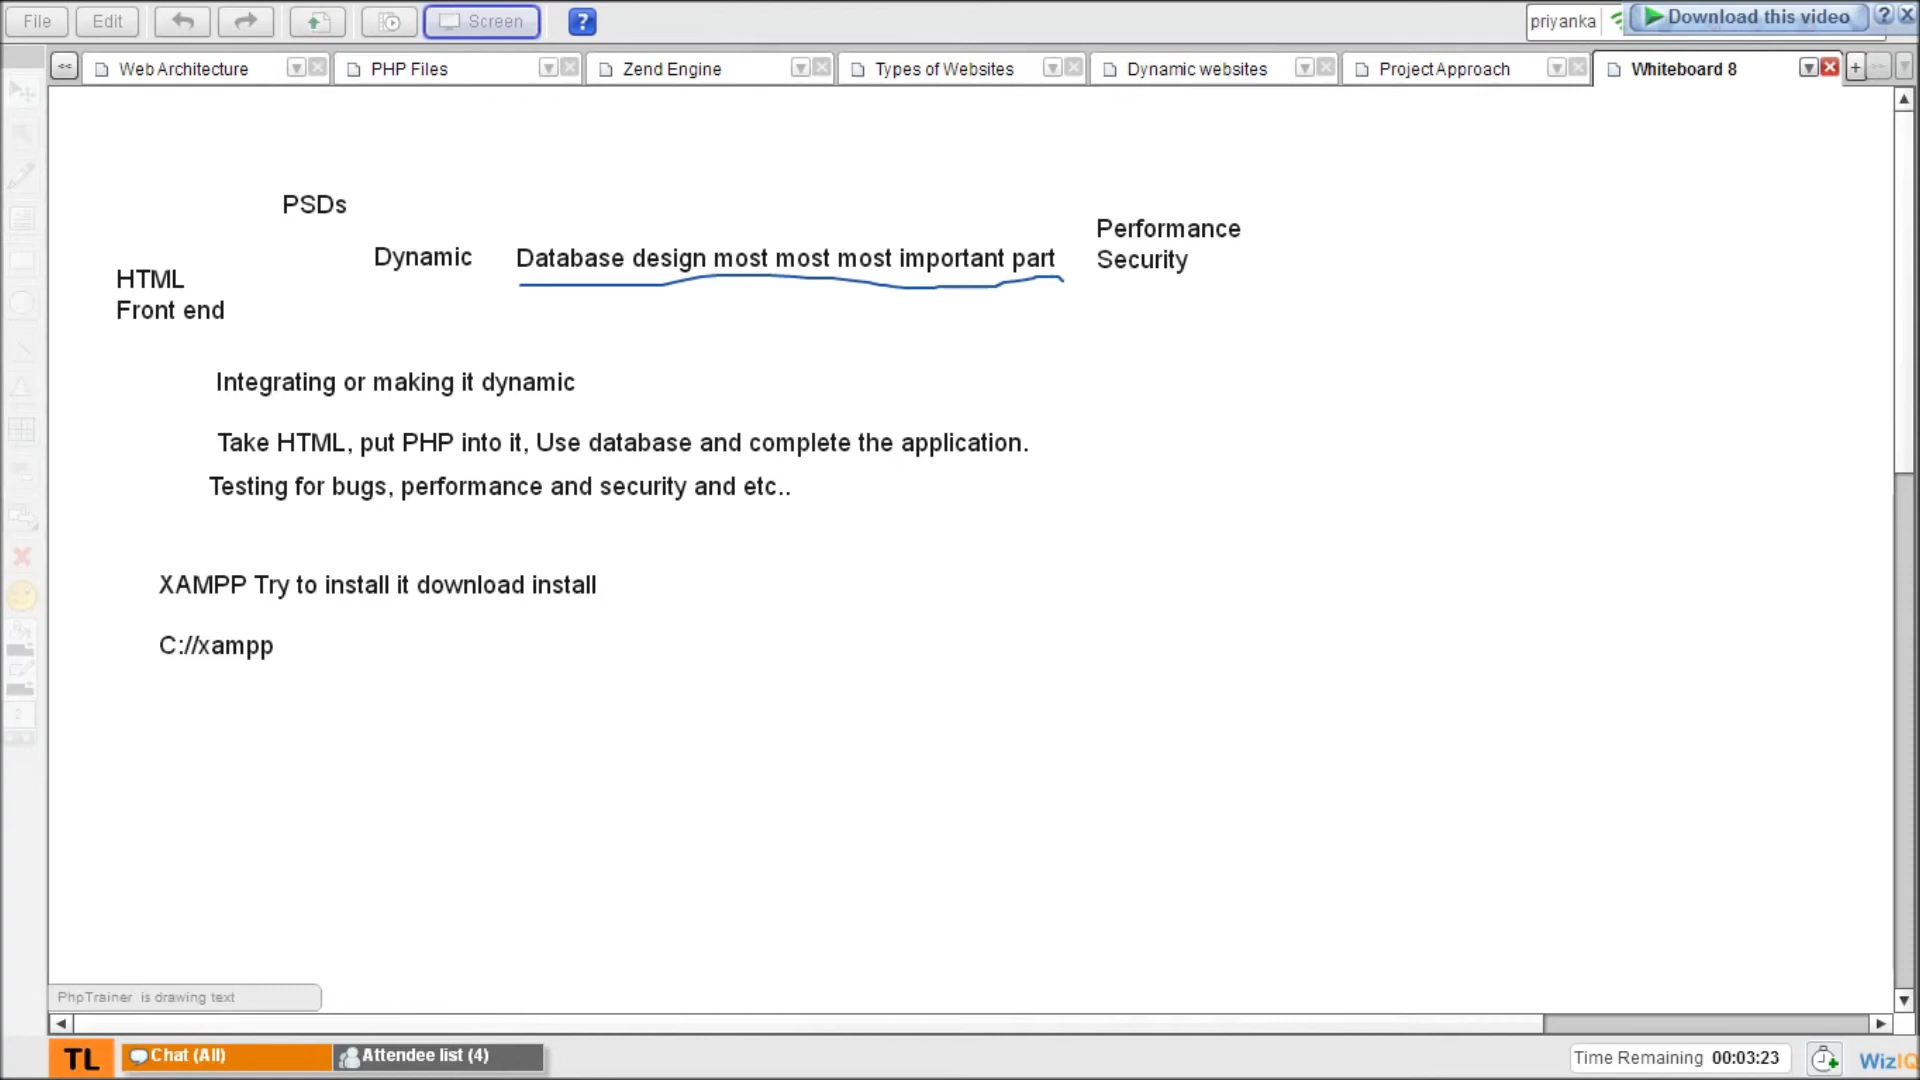 File Edit Screen ? priyanka Download this video ? X
<< Web Architecture PHP Files Zend Engine Types of Websites Dynamic websites Project Approach Whiteboard 8 +
PSDs
Performance
Dynamic Database design most most most important part Security
HTML
Front end
Integrating or making it dynamic
Take HTML, put PHP into it, Use database and complete the application.
Testing for bugs, performance and security and etc..
XAMPP Try to install it download install
C://xampp
2
PhpTrainer is drawing text
TL Chat (All) Attendee list (4) Time Remaining 00:03:23 WizIQ